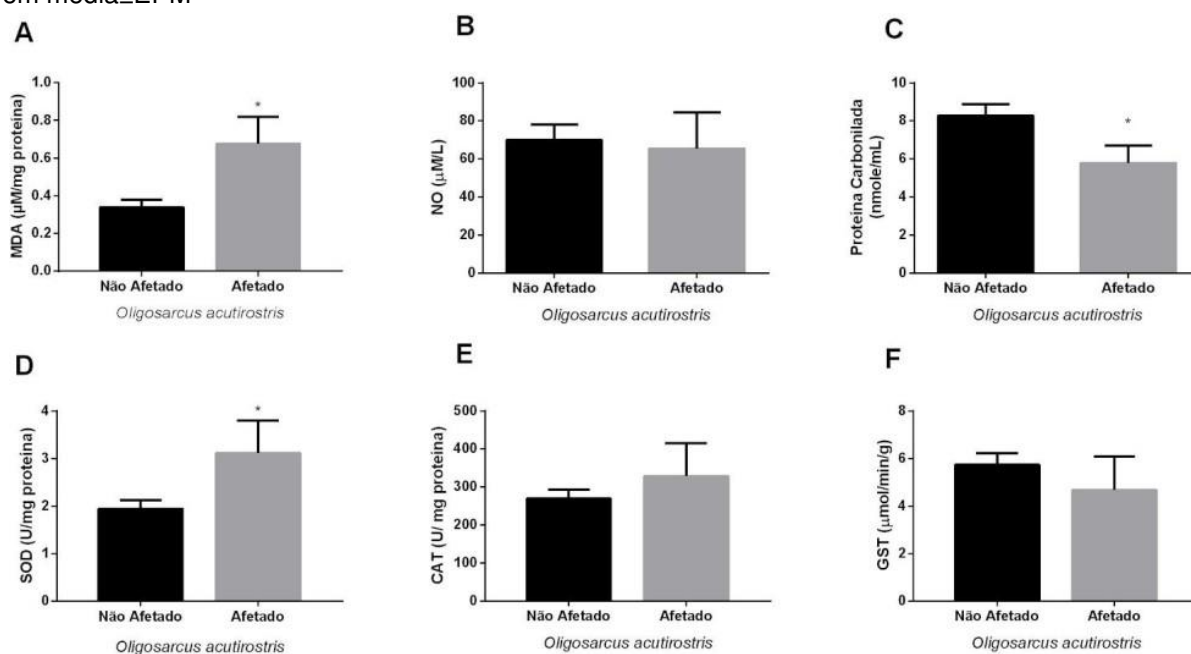 em média±EPM
A
MDA (µM/mg proteina)
1.0
0.8
0.6
0.4
0.2
0.0
*
Não Afetado Afetado
Oligosarcus acutirostris
B
NO (µM/L)
100
80
60
40
20
0
Não Afetado Afetado
Oligosarcus acutirostris
C
Proteina Carbonilada
(nmole/mL)
10
8
6
4
2
0
*
Não Afetado Afetado
Oligosarcus acutirostris
D
SOD (U/mg proteina)
4
3
2
1
0
*
Não Afetado Afetado
Oligosarcus acutirostris
E
CAT (U/ mg proteina)
500
400
300
200
100
0
Não Afetado Afetado
Oligosarcus acutirostris
F
GST (µmol/min/g)
8
6
4
2
0
Não Afetado Afetado
Oligosarcus acutirostris